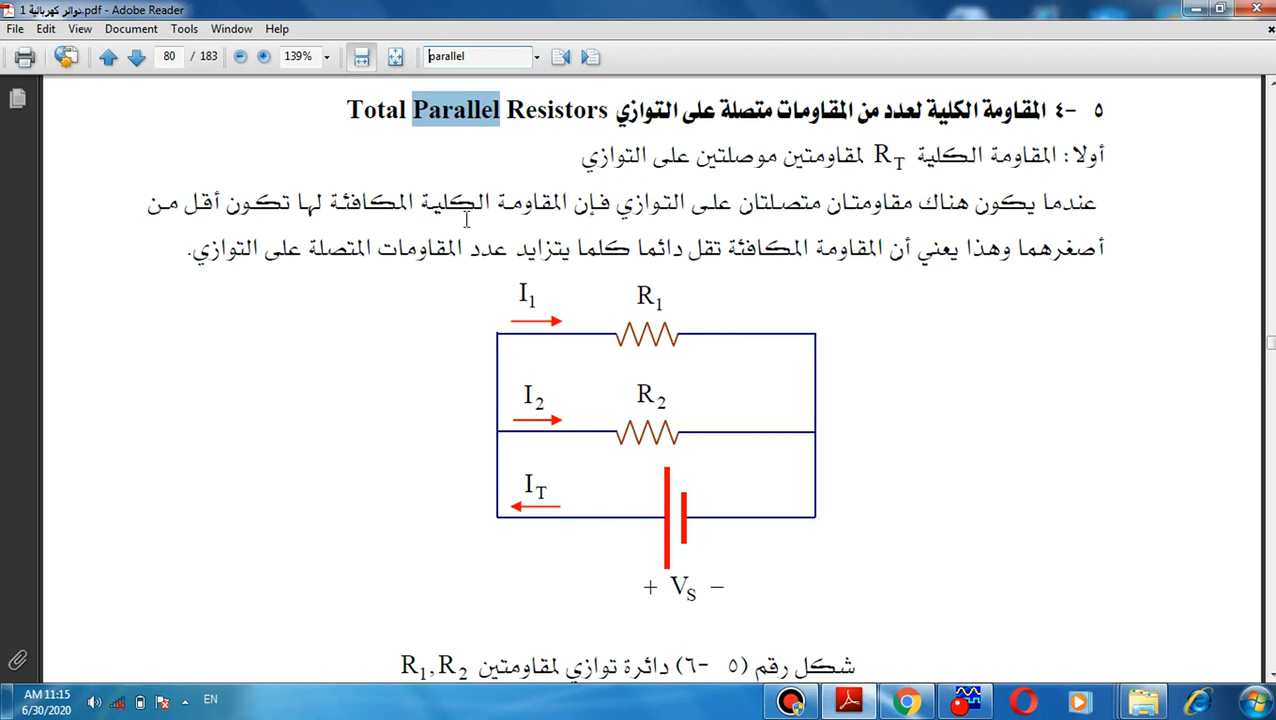 دوائر كهربائية 1.pdf - Adobe Reader
File Edit View Document Tools Window Help
80 / 183 139% parallel
٥ -٤ المقاومة الكلية لعدد من المقاومات متصلة على التوازي Total Parallel Resistors
أولا: المقاومة الكلية RT لمقاومتين موصلتين على التوازي
عندما يكون هناك مقاومتان متصلتان على التوازي فإن المقاومة الكلية المكافئة لها تكون أقل من
أصغرهما وهذا يعني أن المقاومة المكافئة تقل دائما كلما يتزايد عدد المقاومات المتصلة على التوازي.
I1 R1
I2 R2
IT
+ VS −
شكل رقم (٥ -٦) دائرة توازي لمقاومتين R1, R2
AM 11:15 EN
6/30/2020